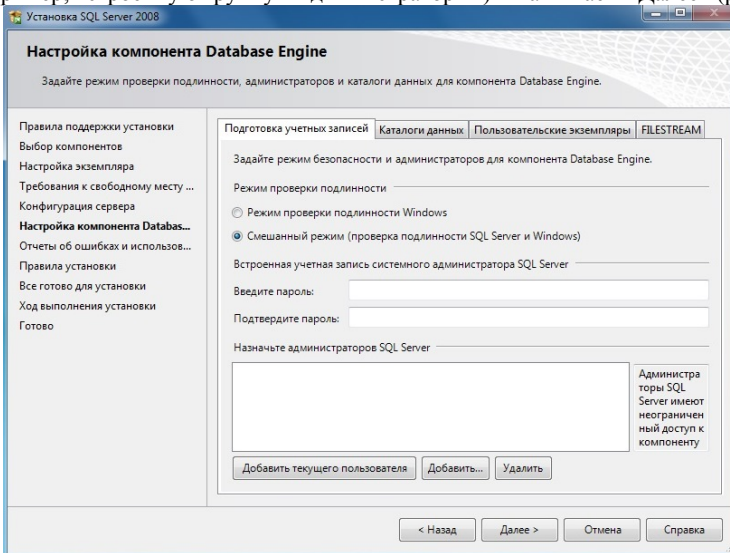 Установка SQL Server 2008
Настройка компонента Database Engine
Задайте режим проверки подлинности, администраторов и каталоги данных для компонента Database Engine.
Правила поддержки установки
Выбор компонентов
Настройка экземпляра
Требования к свободному месту ...
Конфигурация сервера
Настройка компонента Databas...
Отчеты об ошибках и использов...
Правила установки
Все готово для установки
Ход выполнения установки
Готово
Подготовка учетных записей
Каталоги данных
Пользовательские экземпляры
FILESTREAM
Задайте режим безопасности и администраторов для компонента Database Engine.
Режим проверки подлинности
Режим проверки подлинности Windows
Смешанный режим (проверка подлинности SQL Server и Windows)
Встроенная учетная запись системного администратора SQL Server
Введите пароль:
Подтвердите пароль:
Назначьте администраторов SQL Server
Администра
торы SQL
Server имеют
неограничен
ный доступ к
компоненту
Добавить текущего пользователя
Добавить...
Удалить
< Назад
Далее >
Отмена
Справка